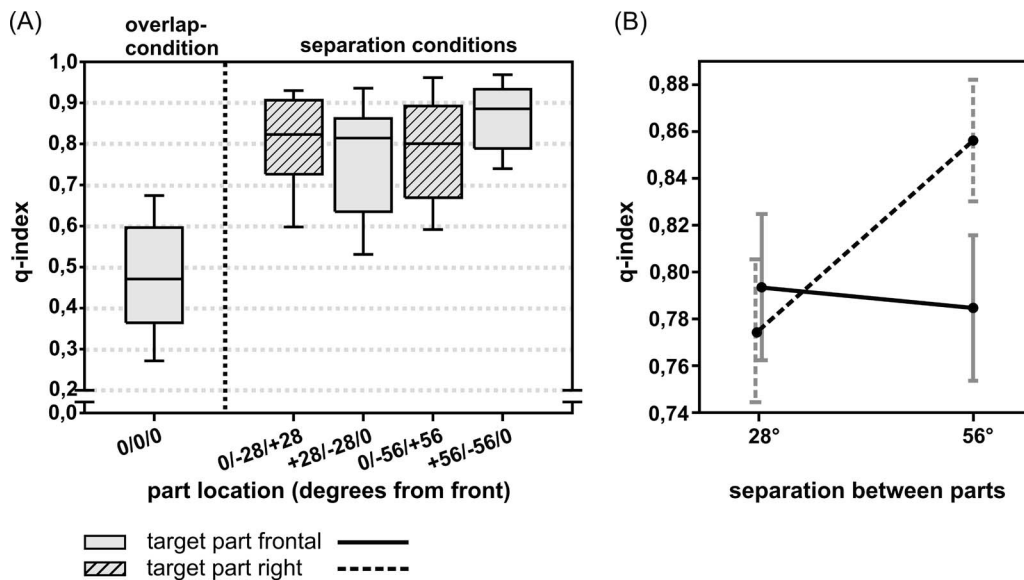 (A)
overlap-
condition
separation conditions
1,0
0,9
0,8
0,7
0,6
0,5
0,4
0,3
0,2
0,0
q-index
0/0/0
0/-28/+28
+28/-28/0
0/-56/+56
+56/-56/0
part location (degrees from front)
target part frontal
target part right
(B)
0,88
0,86
0,84
0,82
0,80
0,78
0,76
0,74
q-index
28°
56°
separation between parts